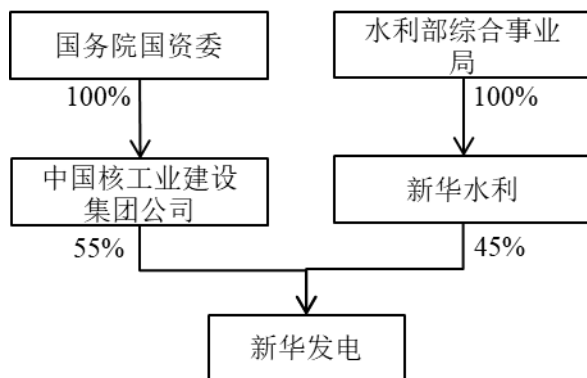 国务院国资委
水利部综合事业
局
100%
100%
中国核工业建设
集团公司
新华水利
55%
45%
新华发电